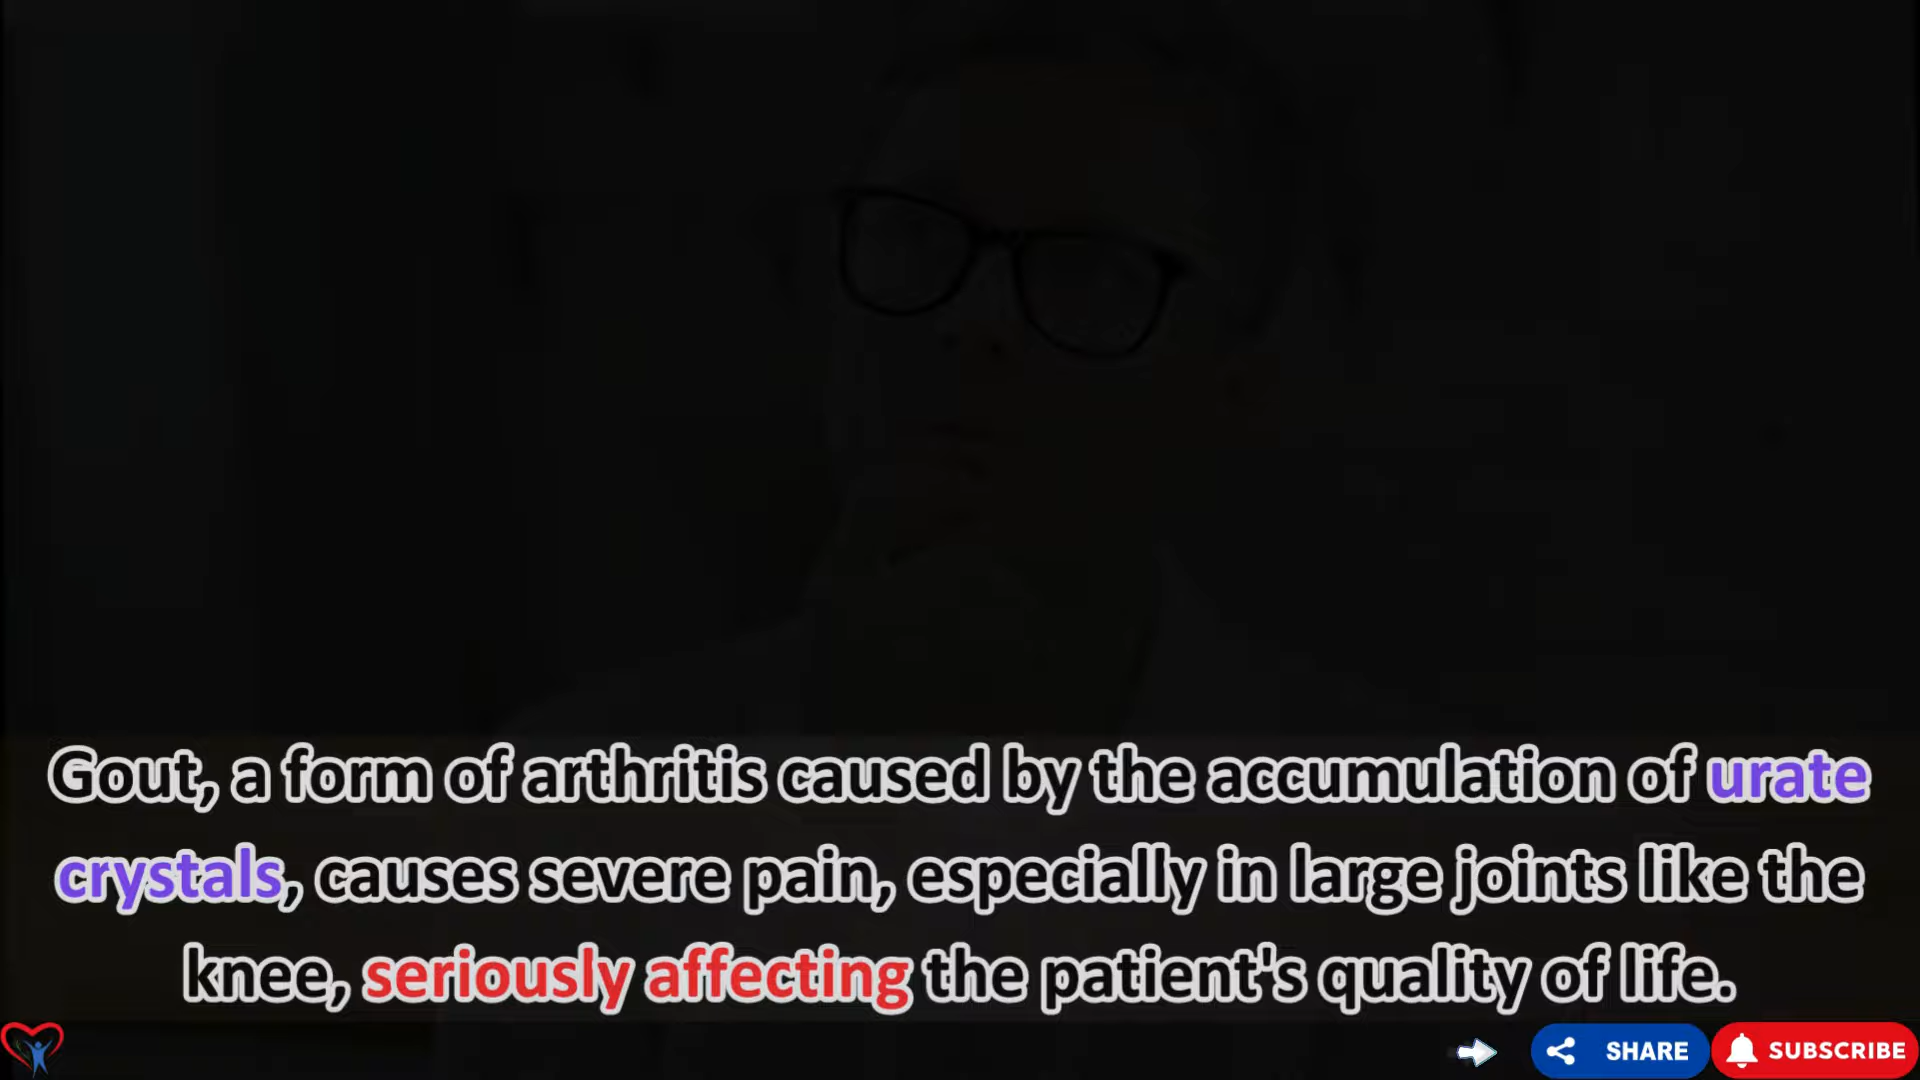 Gout, a form of arthritis caused by the accumulation of urate
crystals, causes severe pain, especially in large joints like the
knee, seriously affecting the patient's quality of life.
SHARE
SUBSCRIBE